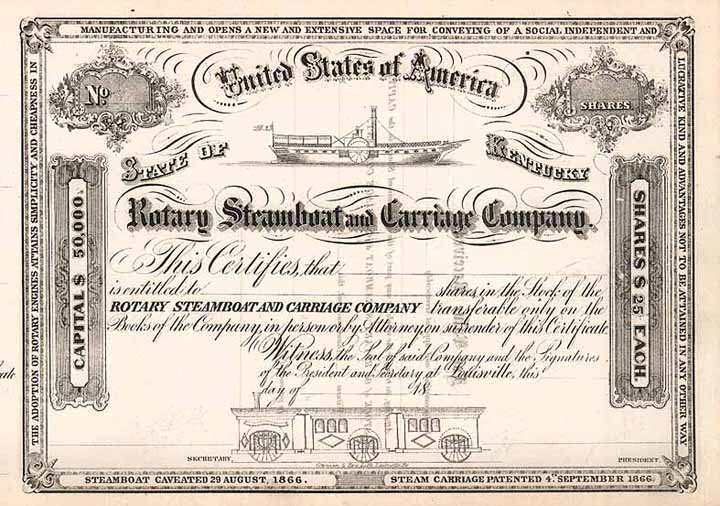 MANUFACTURING AND OPENS A NEW AND EXTENSIVE SPACE FOR CONVEYING OF A SOCIAL INDEPENDENT AND
LUCRATIVE KIND AND ADVANTAGES NOT TO BE ATTAINED IN ANY OTHER WAY
THE ADOPTION OF ROTARY ENGINES ATTAINS SIMPLICITY AND CHEAPNESS IN
No
United States of America
SHARES
STATE OF
KENTUCKY
Rotary Steamboat and Carriage Company.
CAPITAL $ 50,000.
SHARES $ 25 EACH.
This Certifies, that
is entitled to shares in the Stock of the
ROTARY STEAMBOAT AND CARRIAGE COMPANY transferable only on the
Books of the Company, in person or by Attorney, on surrender of this Certificate
Witness, the Seal of said Company and the Signatures
of the President and Secretary at Louisville, this
day of 18
SECRETARY.
PRESIDENT.
STEAMBOAT CAVEATED 29 AUGUST, 1866.
STEAM CARRIAGE PATENTED 4th SEPTEMBER 1866.